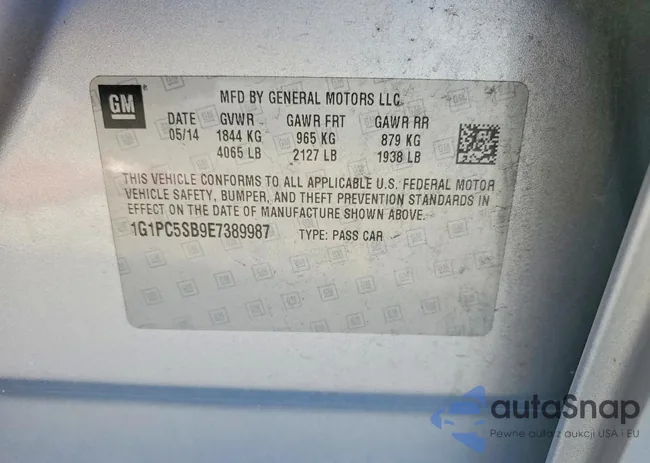 GM
MFD BY GENERAL MOTORS LLC
DATE GVWR GAWR FRT GAWR RR
05/14 1844 KG 965 KG 879 KG
4065 LB 2127 LB 1938 LB
THIS VEHICLE CONFORMS TO ALL APPLICABLE U.S. FEDERAL MOTOR
VEHICLE SAFETY, BUMPER, AND THEFT PREVENTION STANDARDS IN
EFFECT ON THE DATE OF MANUFACTURE SHOWN ABOVE.
1G1PC5SB9E7389987 TYPE: PASS CAR
autaSnap
Pewne auta z aukcji USA i EU